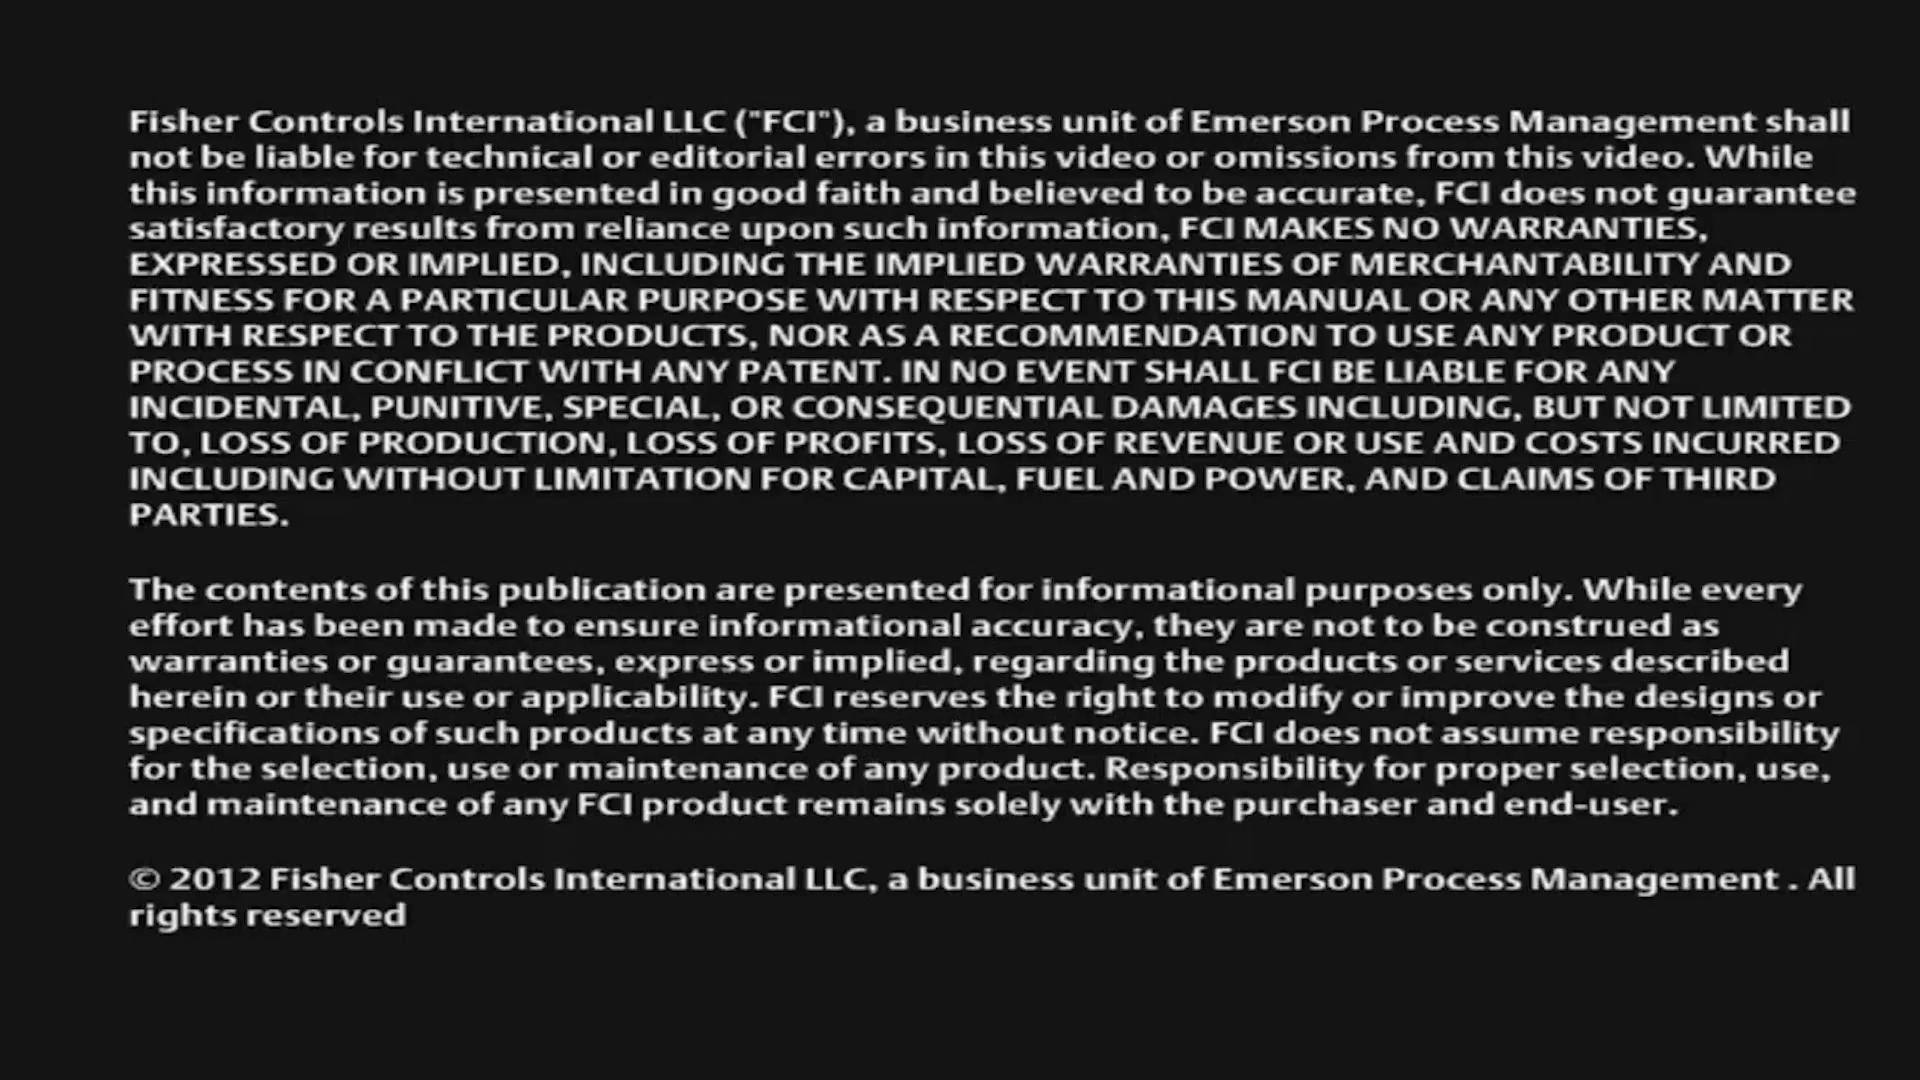 Fisher Controls International LLC ("FCI"), a business unit of Emerson Process Management shall
not be liable for technical or editorial errors in this video or omissions from this video. While
this information is presented in good faith and believed to be accurate, FCI does not guarantee
satisfactory results from reliance upon such information, FCI MAKES NO WARRANTIES,
EXPRESSED OR IMPLIED, INCLUDING THE IMPLIED WARRANTIES OF MERCHANTABILITY AND
FITNESS FOR A PARTICULAR PURPOSE WITH RESPECT TO THIS MANUAL OR ANY OTHER MATTER
WITH RESPECT TO THE PRODUCTS, NOR AS A RECOMMENDATION TO USE ANY PRODUCT OR
PROCESS IN CONFLICT WITH ANY PATENT. IN NO EVENT SHALL FCI BE LIABLE FOR ANY
INCIDENTAL, PUNITIVE, SPECIAL, OR CONSEQUENTIAL DAMAGES INCLUDING, BUT NOT LIMITED
TO, LOSS OF PRODUCTION, LOSS OF PROFITS, LOSS OF REVENUE OR USE AND COSTS INCURRED
INCLUDING WITHOUT LIMITATION FOR CAPITAL, FUEL AND POWER, AND CLAIMS OF THIRD
PARTIES.
The contents of this publication are presented for informational purposes only. While every
effort has been made to ensure informational accuracy, they are not to be construed as
warranties or guarantees, express or implied, regarding the products or services described
herein or their use or applicability. FCI reserves the right to modify or improve the designs or
specifications of such products at any time without notice. FCI does not assume responsibility
for the selection, use or maintenance of any product. Responsibility for proper selection, use,
and maintenance of any FCI product remains solely with the purchaser and end-user.
© 2012 Fisher Controls International LLC, a business unit of Emerson Process Management . All
rights reserved